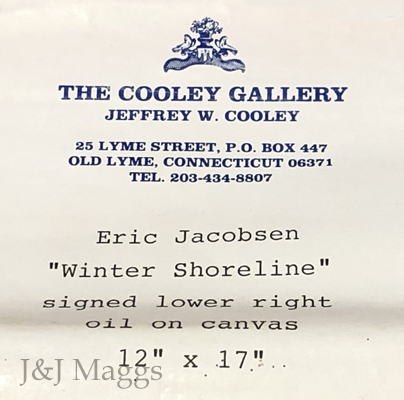 THE COOLEY GALLERY
JEFFREY W. COOLEY
25 LYME STREET, P.O. BOX 447
OLD LYME, CONNECTICUT 06371
TEL. 203-434-8807
Eric Jacobsen
"Winter Shoreline"
signed lower right
oil on canvas
12" x 17"
J&J Maggs